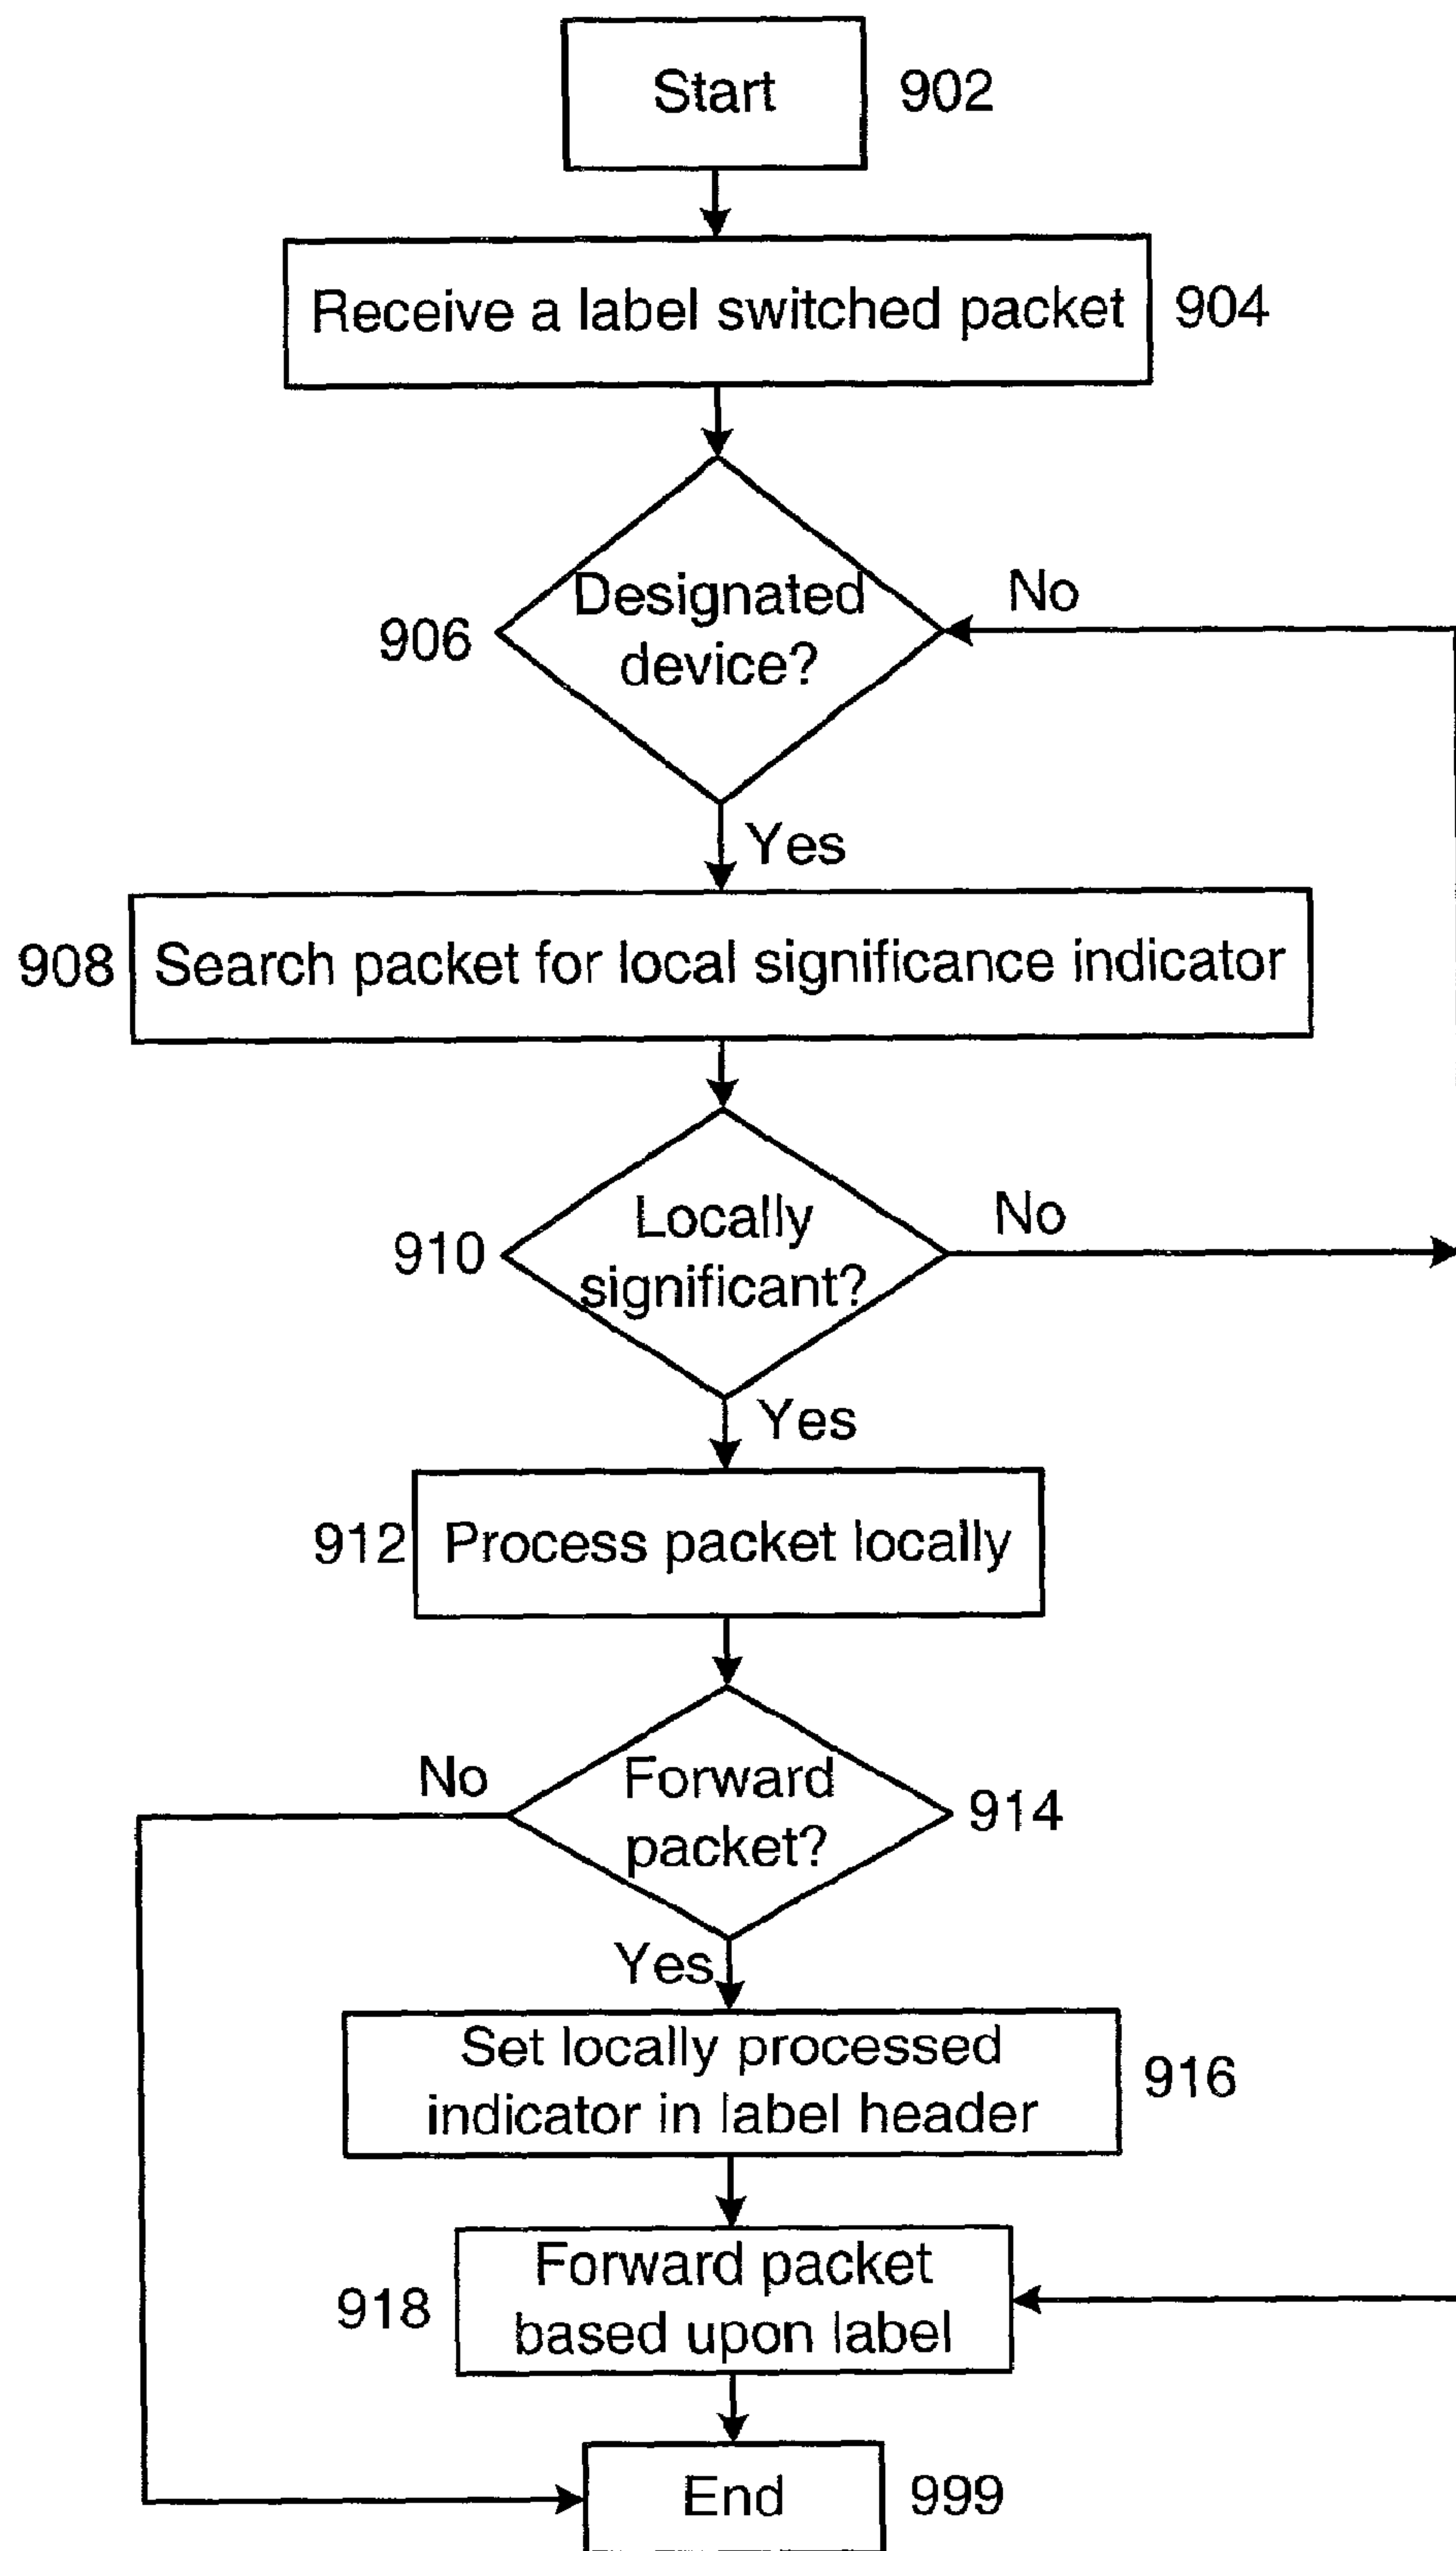 Start
902
Receive a label switched packet
904
Designated
device?
906
No
Yes
908
Search packet for local significance indicator
Locally
significant?
910
No
Yes
912
Process packet locally
No
Forward
packet?
914
Yes
Set locally processed
indicator in label header
916
Forward packet
based upon label
918
End
999